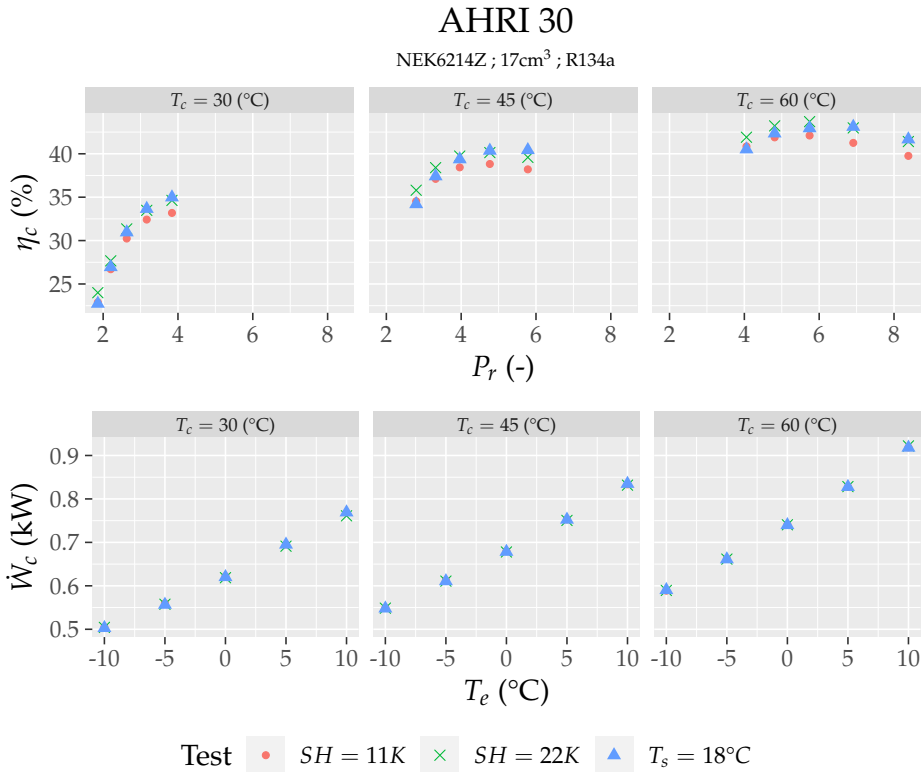 AHRI 30
NEK6214Z ; 17cm³ ; R134a
T_c = 30 (°C) T_c = 45 (°C) T_c = 60 (°C)
η_c (%)
40
35
30
25
2 4 6 8 2 4 6 8 2 4 6 8
P_r (-)
T_c = 30 (°C) T_c = 45 (°C) T_c = 60 (°C)
Ẇ_c (kW)
0.9
0.8
0.7
0.6
0.5
-10 -5 0 5 10 -10 -5 0 5 10 -10 -5 0 5 10
T_e (°C)
Test SH = 11K SH = 22K T_s = 18°C